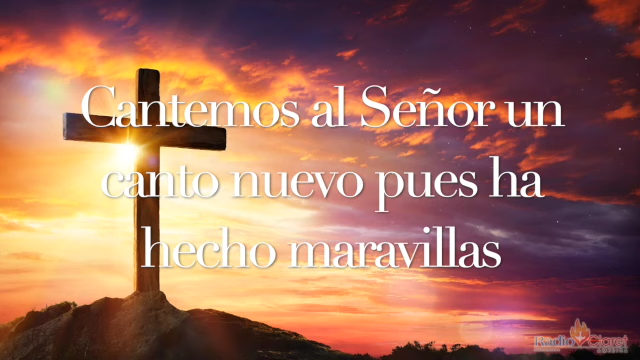 Cantemos al Señor un
canto nuevo pues ha
hecho maravillas
Radio Claret